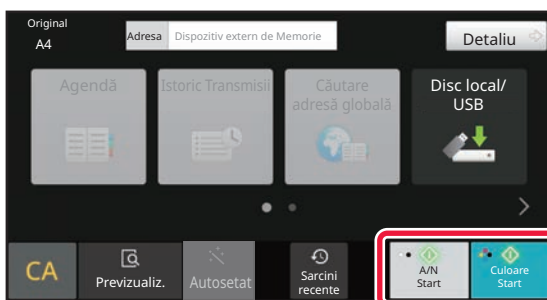 Original
A4
Adresa Dispozitiv extern de Memorie
Detaliu
Agendă
Istoric Transmisii
Căutare
adresă globală
Disc local/
USB
CA
Previzualiz.
Autosetat
Sarcini
recente
A/N
Start
Culoare
Start